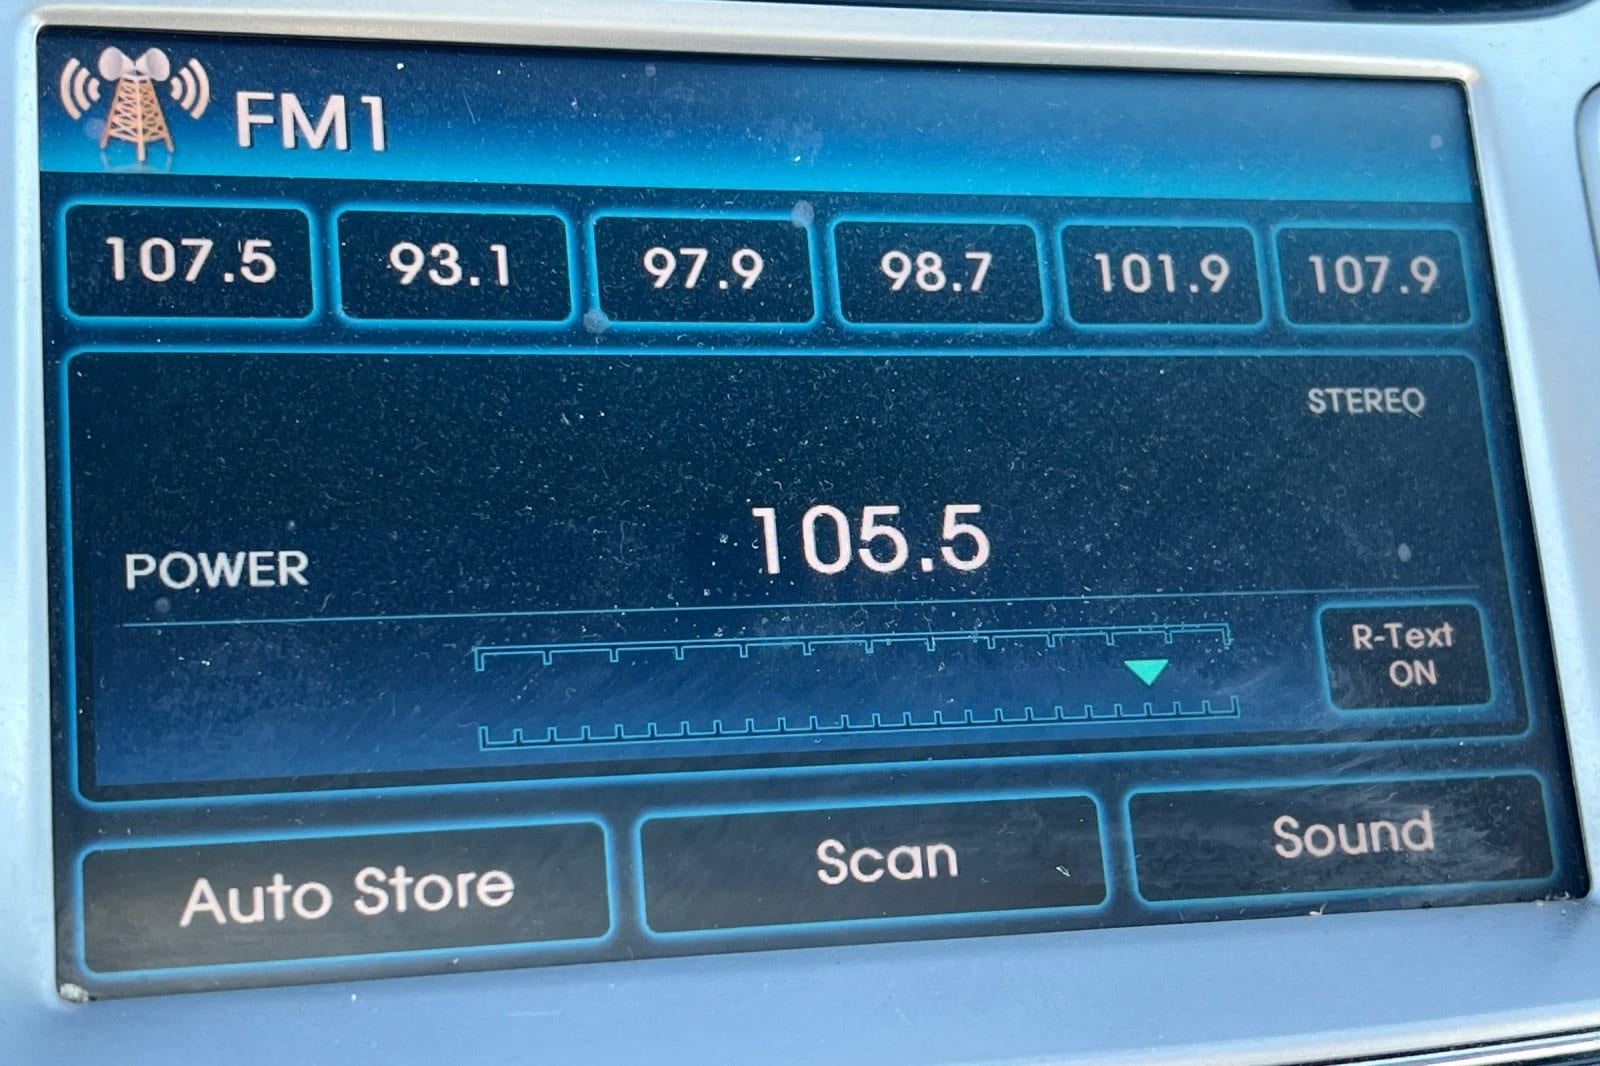 FM1
107.5 93.1 97.9 98.7 101.9 107.9
STEREO
105.5
POWER
R-Text
ON
Auto Store Scan Sound